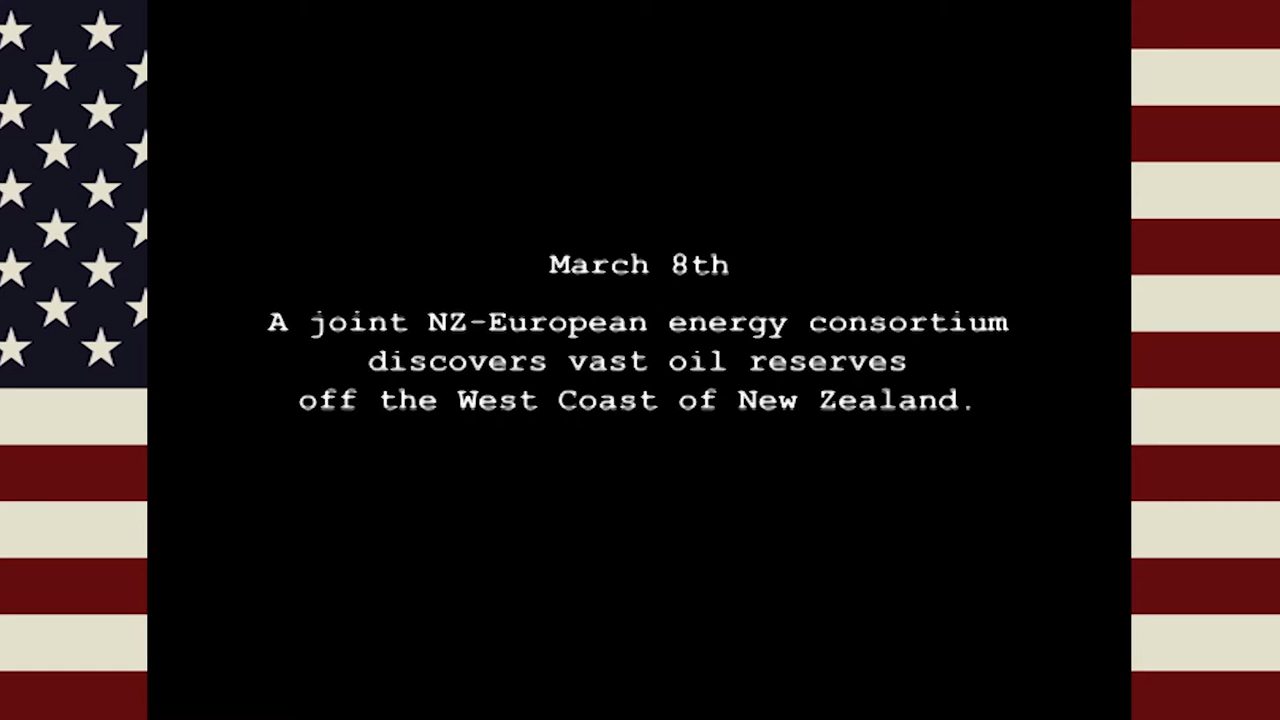 March 8th
A joint NZ-European energy consortium
discovers vast oil reserves
off the West Coast of New Zealand.